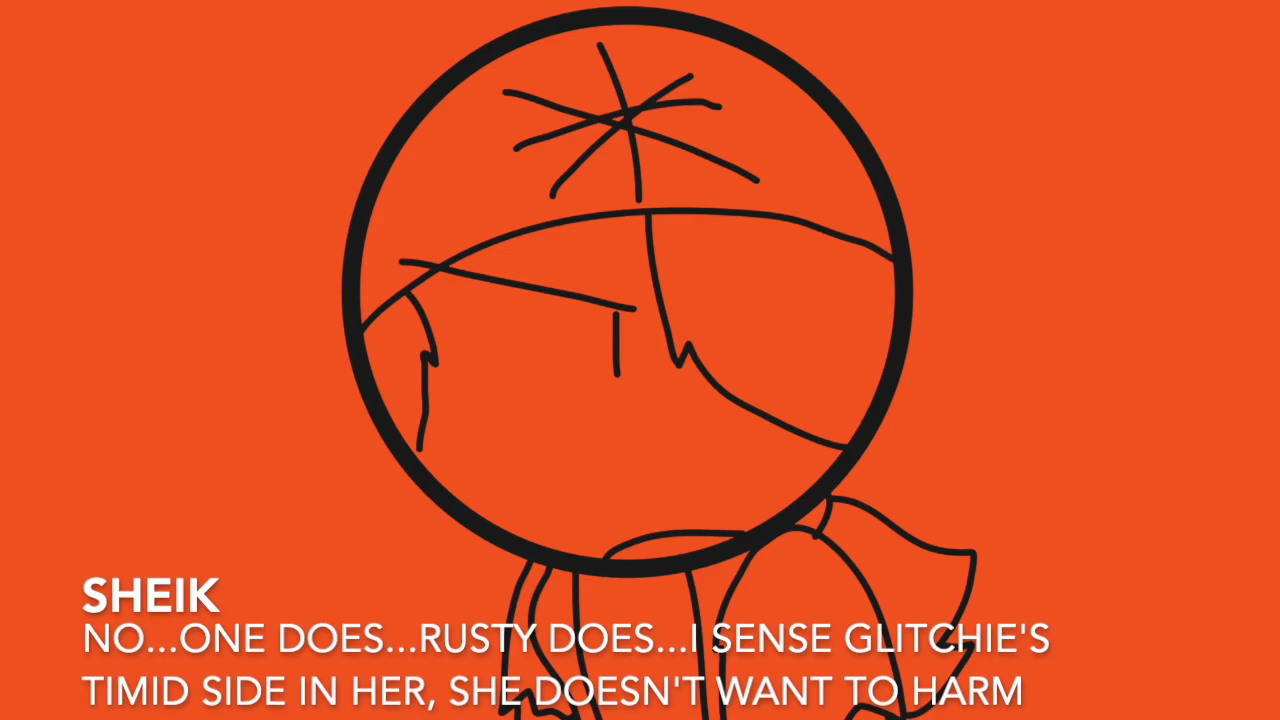 SHEIK
NO...ONE DOES...RUSTY DOES...I SENSE GLITCHIE'S
TIMID SIDE IN HER, SHE DOESN'T WANT TO HARM